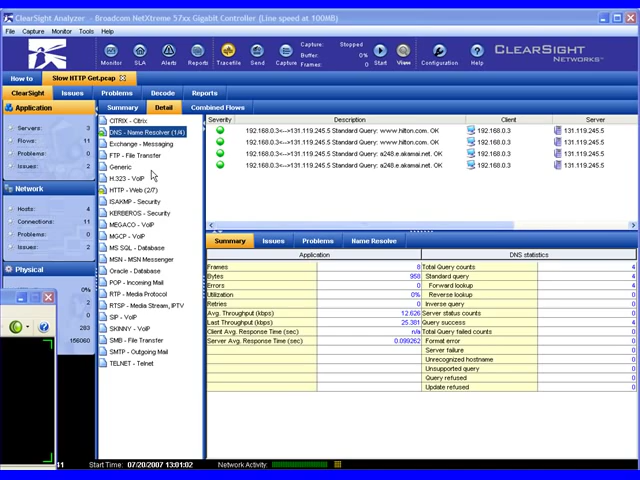 ClearSight Analyzer - Broadcom NetXtreme 57xx Gigabit Controller (Line speed at 100MB)
File Capture Monitor Tools Help
Monitor SLA Alerts Reports Tracefile Send Capture
Capture: Stopped
Buffer: 0%
Frames: 0
Start View Configuration Help
CLEARSIGHT NETWORKS
How to Slow HTTP Get.pcap
ClearSight Issues Problems Decode Reports
Application
Servers: 3
Flows: 11
Problems: 0
Issues: 2
Network
Hosts: 4
Connections: 11
Problems: 0
Issues: 2
Physical
0%
2
0
283
156060
Summary Detail Combined Flows
CITRIX - Citrix
DNS - Name Resolver (1/4)
Exchange - Messaging
FTP - File Transfer
Generic
H.323 - VoIP
HTTP - Web (2/7)
ISAKMP - Security
KERBEROS - Security
MEGACO - VoIP
MGCP - VoIP
MS SQL - Database
MSN - MSN Messenger
Oracle - Database
POP - Incoming Mail
RTP - Media Protocol
RTSP - Media Stream, IPTV
SIP - VoIP
SKINNY - VoIP
SMB - File Transfer
SMTP - Outgoing Mail
TELNET - Telnet
Severity Description Client Server
192.168.0.3<-->131.119.245.5 Standard Query: www.hilton.com. OK 192.168.0.3 131.119.245.5
192.168.0.3<-->131.119.245.5 Standard Query: www.hilton.com. OK 192.168.0.3 131.119.245.5
192.168.0.3<-->131.119.245.5 Standard Query: a248.e.akamai.net. OK 192.168.0.3 131.119.245.5
192.168.0.3<-->131.119.245.5 Standard Query: a248.e.akamai.net. OK 192.168.0.3 131.119.245.5
Summary Issues Problems Name Resolve
Application DNS statistics
Frames 8 Total Query counts 4
Bytes 958 Standard query 4
Errors 0 Forward lookup 4
Utilization 0% Reverse lookup 0
Retries 0 Inverse query 0
Avg. Throughput (kbps) 12.626 Server status counts 0
Last Throughput (kbps) 25.381 Query success 4
Client Avg. Response Time (sec) n/a Total Query failed counts 0
Server Avg. Response Time (sec) 0.099262 Format error 0
Server failure 0
Unrecognized hostname 0
Unsupported query 0
Query refused 0
Update refused 0
11 Start Time: 07/20/2007 13:01:02 Network Activity: